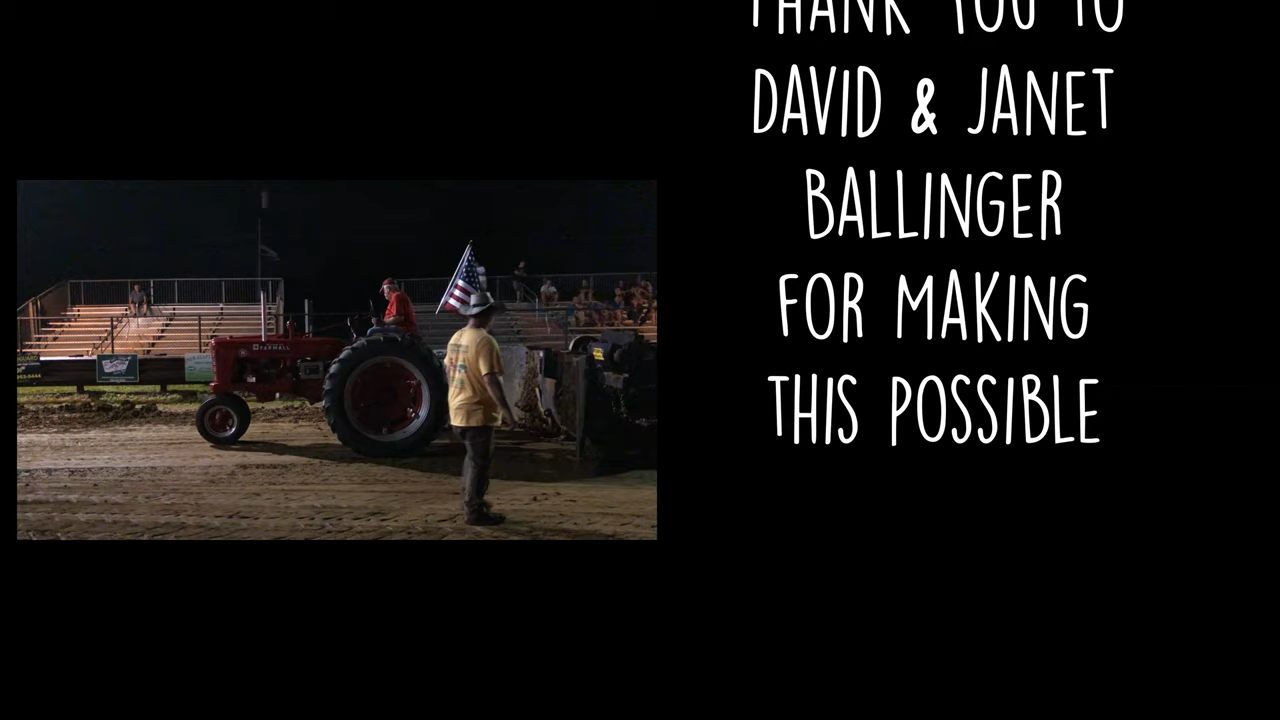 THANK YOU TO
DAVID & JANET
BALLINGER
FOR MAKING
THIS POSSIBLE
FARMALL